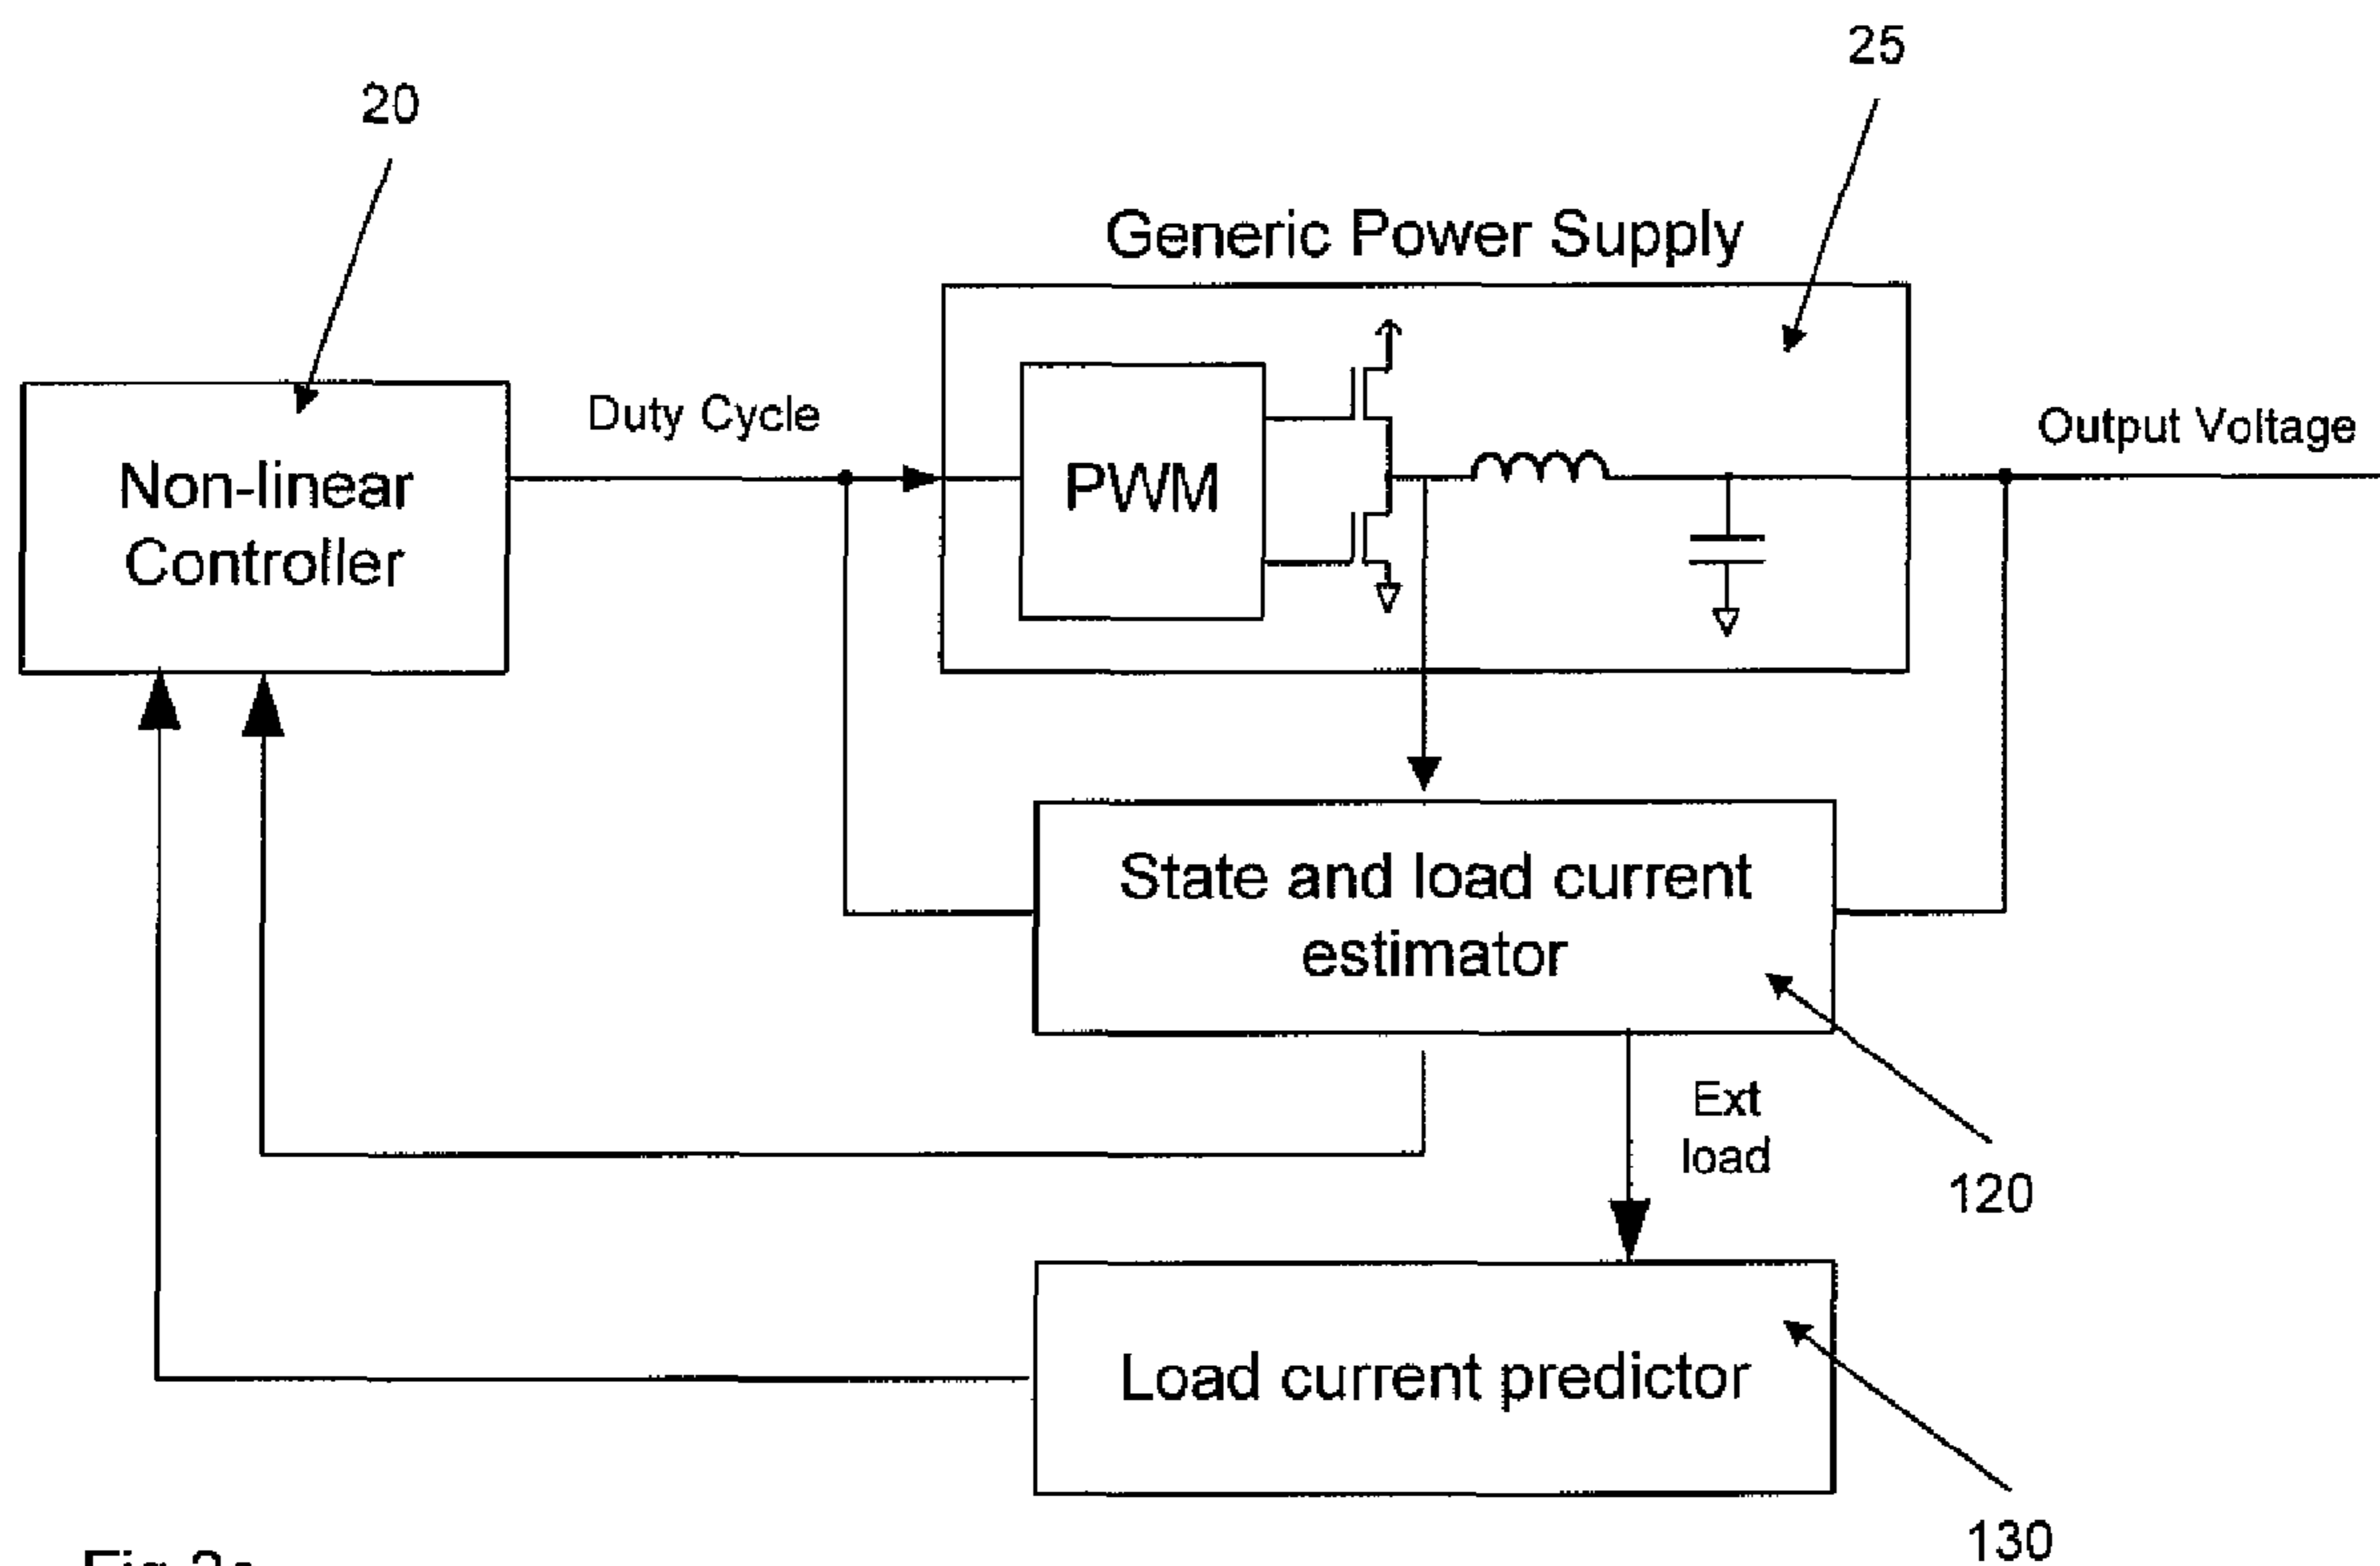 25
20
Generic Power Supply
Duty Cycle
Output Voltage
Non-linear
Controller
PWM
State and load current
estimator
Ext
load
120
Load current predictor
130